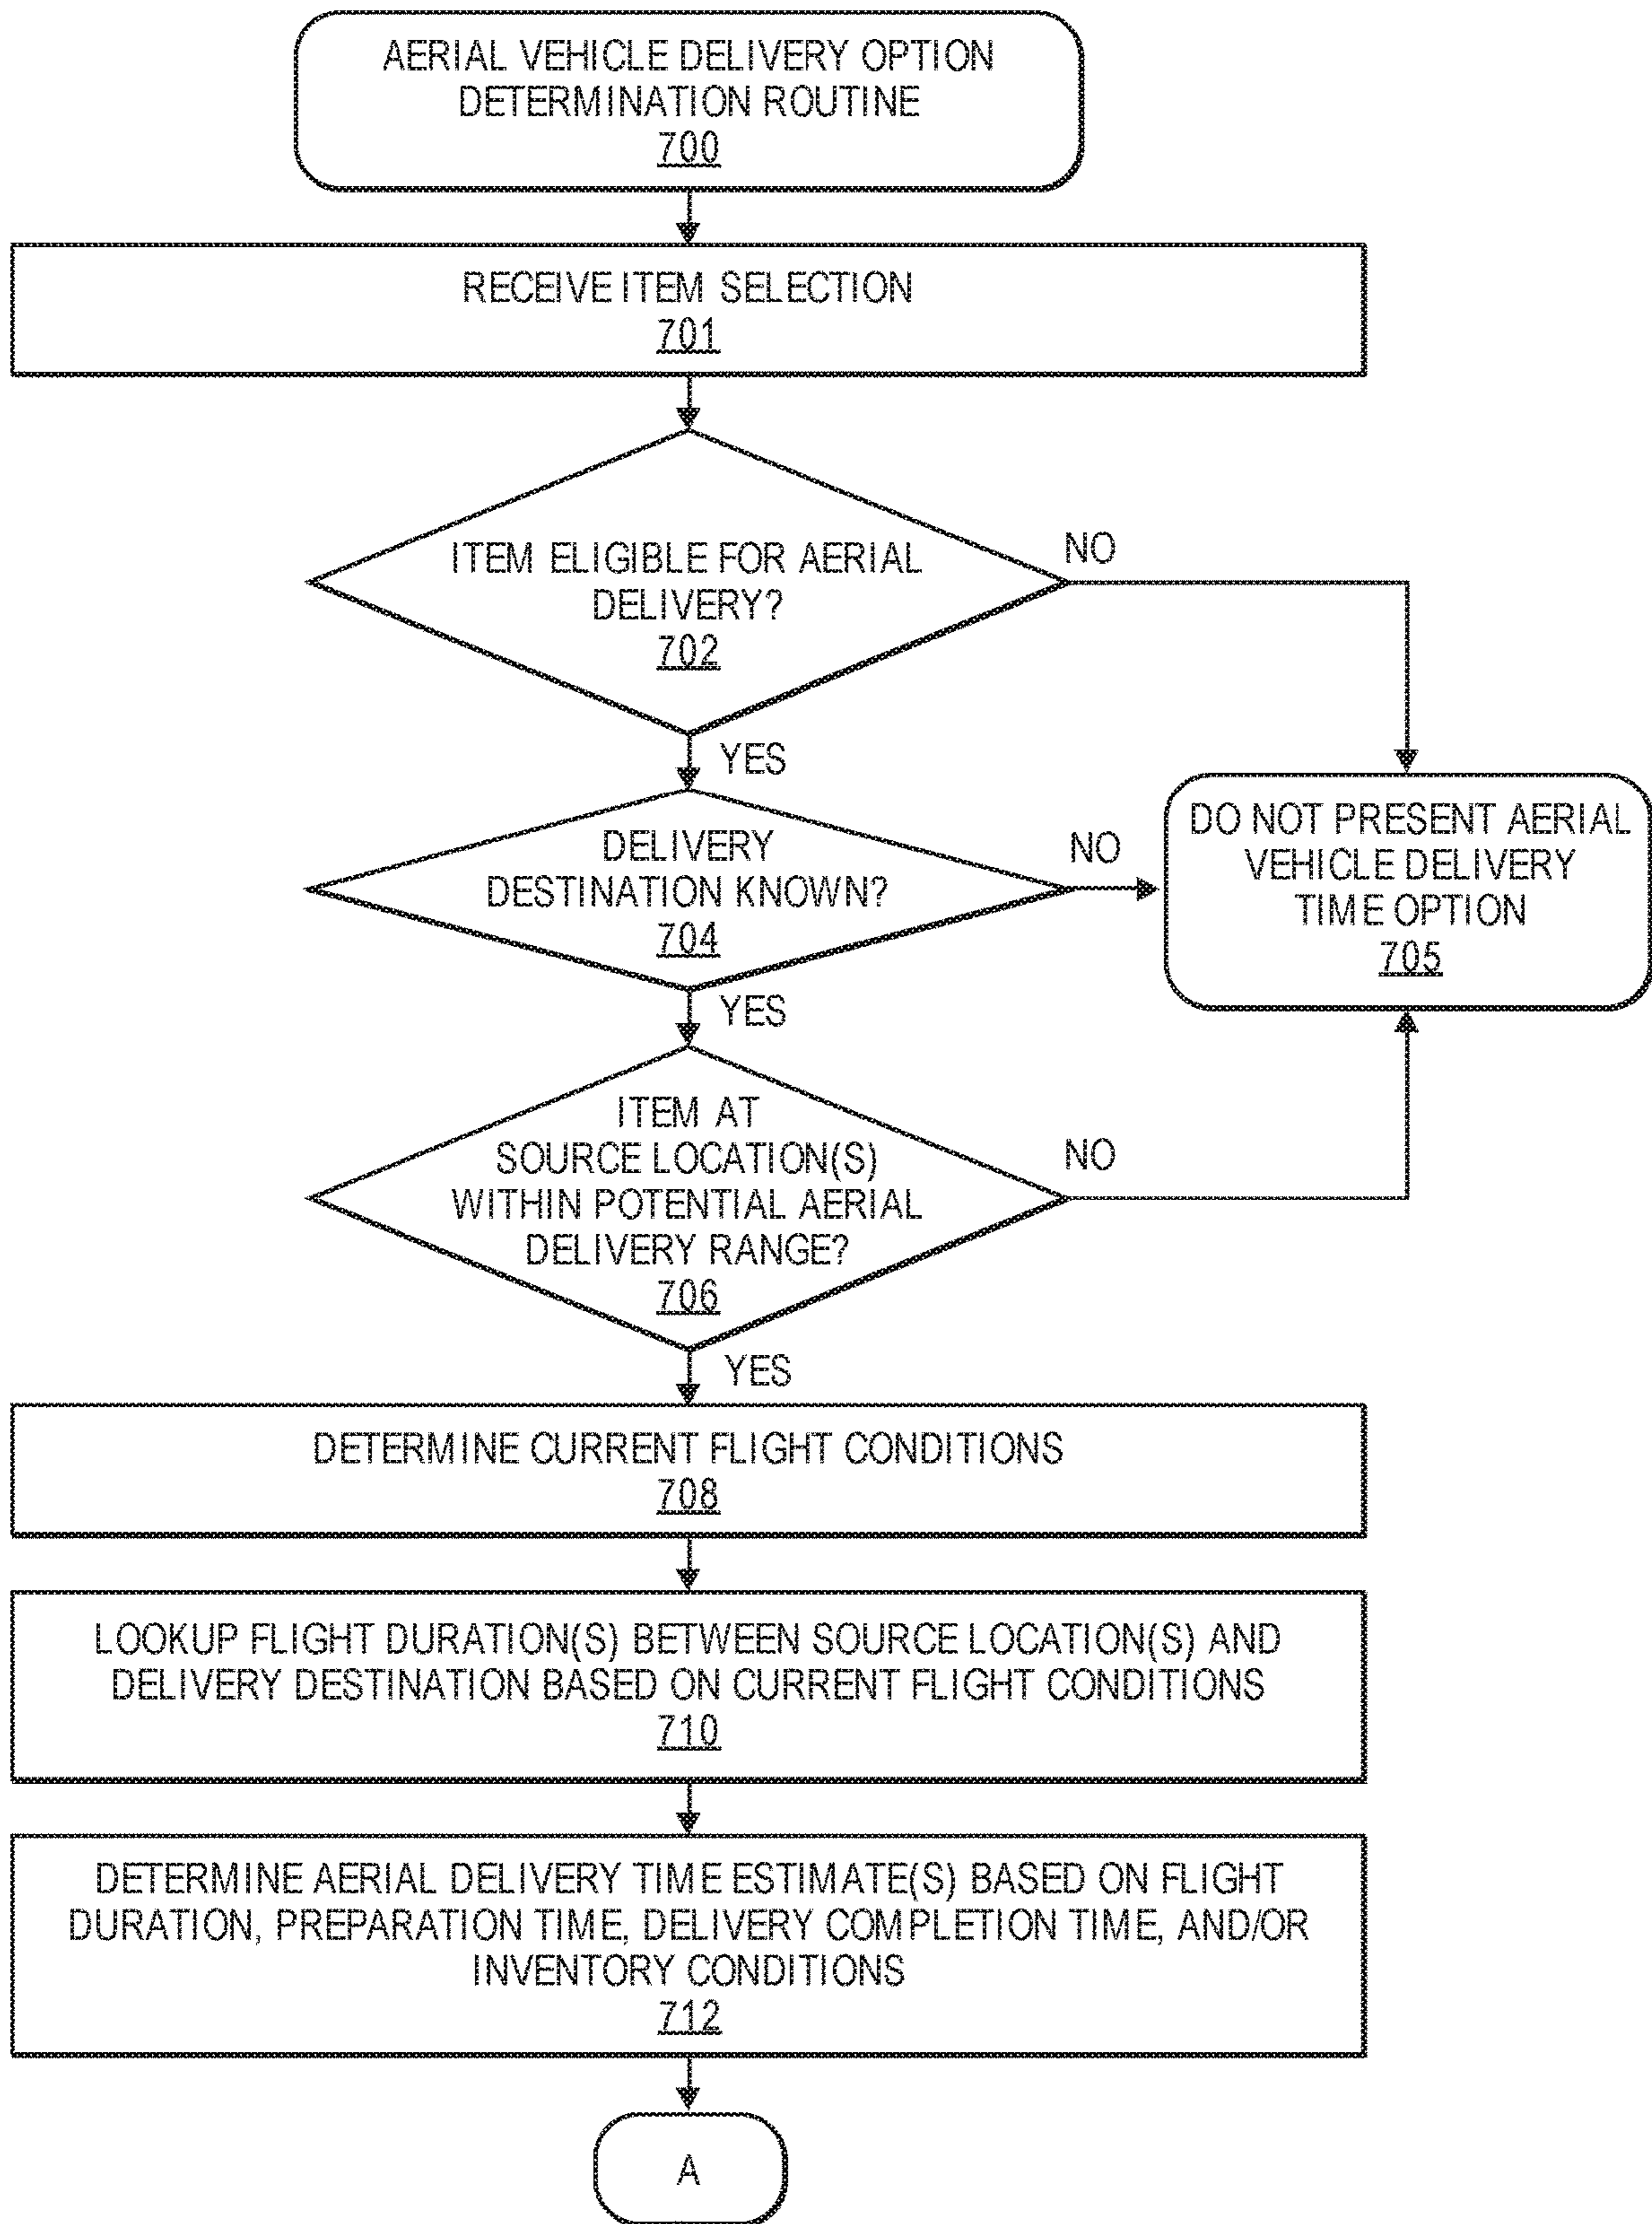 AERIAL VEHICLE DELIVERY OPTION
DETERMINATION ROUTINE
700
RECEIVE ITEM SELECTION
701
ITEM ELIGIBLE FOR AERIAL
DELIVERY?
702
NO
YES
DELIVERY
DESTINATION KNOWN?
704
NO
DO NOT PRESENT AERIAL
VEHICLE DELIVERY
TIME OPTION
705
YES
ITEM AT
SOURCE LOCATION(S)
WITHIN POTENTIAL AERIAL
DELIVERY RANGE?
706
NO
YES
DETERMINE CURRENT FLIGHT CONDITIONS
708
LOOKUP FLIGHT DURATION(S) BETWEEN SOURCE LOCATION(S) AND
DELIVERY DESTINATION BASED ON CURRENT FLIGHT CONDITIONS
710
DETERMINE AERIAL DELIVERY TIME ESTIMATE(S) BASED ON FLIGHT
DURATION, PREPARATION TIME, DELIVERY COMPLETION TIME, AND/OR
INVENTORY CONDITIONS
712
A